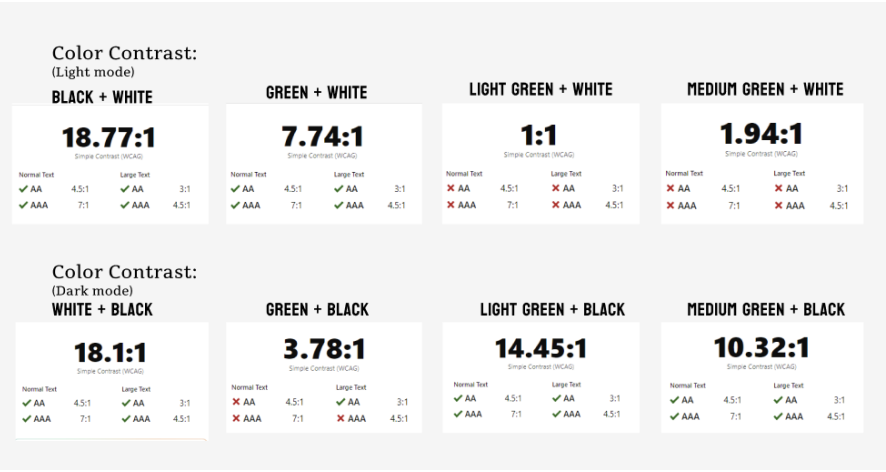 Color Contrast:
(Light mode)
BLACK + WHITE
18.77:1
Simple Contrast (WCAG)
Normal Text Large Text
✔ AA 4.5:1 ✔ AA 3:1
✔ AAA 7:1 ✔ AAA 4.5:1
GREEN + WHITE
7.74:1
Simple Contrast (WCAG)
Normal Text Large Text
✔ AA 4.5:1 ✔ AA 3:1
✔ AAA 7:1 ✔ AAA 4.5:1
LIGHT GREEN + WHITE
1:1
Simple Contrast (WCAG)
Normal Text Large Text
✖ AA 4.5:1 ✖ AA 3:1
✖ AAA 7:1 ✖ AAA 4.5:1
MEDIUM GREEN + WHITE
1.94:1
Simple Contrast (WCAG)
Normal Text Large Text
✖ AA 4.5:1 ✖ AA 3:1
✖ AAA 7:1 ✖ AAA 4.5:1
Color Contrast:
(Dark mode)
WHITE + BLACK
18.1:1
Simple Contrast (WCAG)
Normal Text Large Text
✔ AA 4.5:1 ✔ AA 3:1
✔ AAA 7:1 ✔ AAA 4.5:1
GREEN + BLACK
3.78:1
Simple Contrast (WCAG)
Normal Text Large Text
✖ AA 4.5:1 ✔ AA 3:1
✖ AAA 7:1 ✖ AAA 4.5:1
LIGHT GREEN + BLACK
14.45:1
Simple Contrast (WCAG)
Normal Text Large Text
✔ AA 4.5:1 ✔ AA 3:1
✔ AAA 7:1 ✔ AAA 4.5:1
MEDIUM GREEN + BLACK
10.32:1
Simple Contrast (WCAG)
Normal Text Large Text
✔ AA 4.5:1 ✔ AA 3:1
✔ AAA 7:1 ✔ AAA 4.5:1